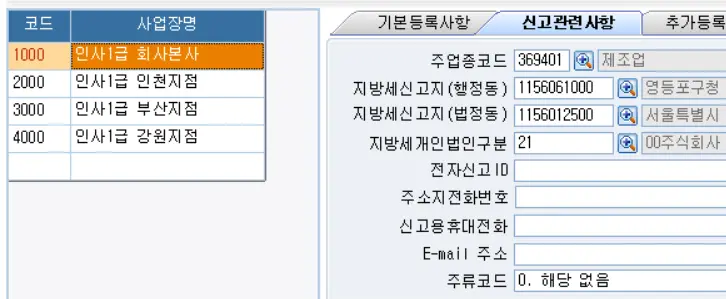 코드 사업장명
1000 인사1급 회사본사
2000 인사1급 인천지점
3000 인사1급 부산지점
4000 인사1급 강원지점
기본등록사항 신고관련사항 추가등록
주업종코드 369401 제조업
지방세신고지(행정동) 1156061000 영등포구청
지방세신고지(법정동) 1156012500 서울특별시
지방세개인법인구분 21 00주식회사
전자신고ID
주소지전화번호
신고용휴대전화
E-mail 주소
주류코드 0. 해당 없음